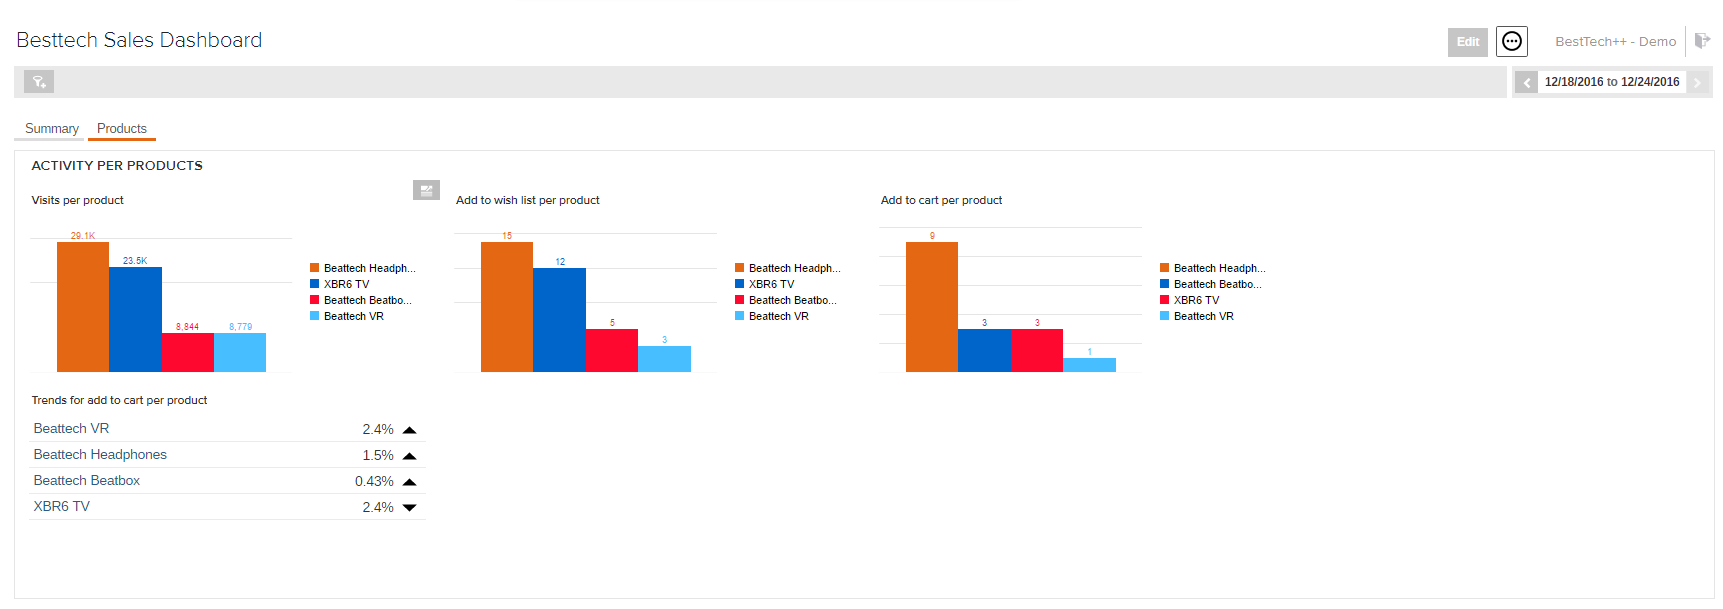 Besttech Sales Dashboard
Edit
BestTech++ - Demo
12/18/2016 to 12/24/2016
Summary
Products
ACTIVITY PER PRODUCTS
Visits per product
29.1K
23.5K
8,844
8,779
Beattech Headph...
XBR6 TV
Beattech Beatbo...
Beattech VR
Add to wish list per product
15
12
5
3
Beattech Headph...
XBR6 TV
Beattech Beatbo...
Beattech VR
Add to cart per product
9
3
3
1
Beattech Headph...
Beattech Beatbo...
XBR6 TV
Beattech VR
Trends for add to cart per product
Beattech VR 2.4%
Beattech Headphones 1.5%
Beattech Beatbox 0.43%
XBR6 TV 2.4%